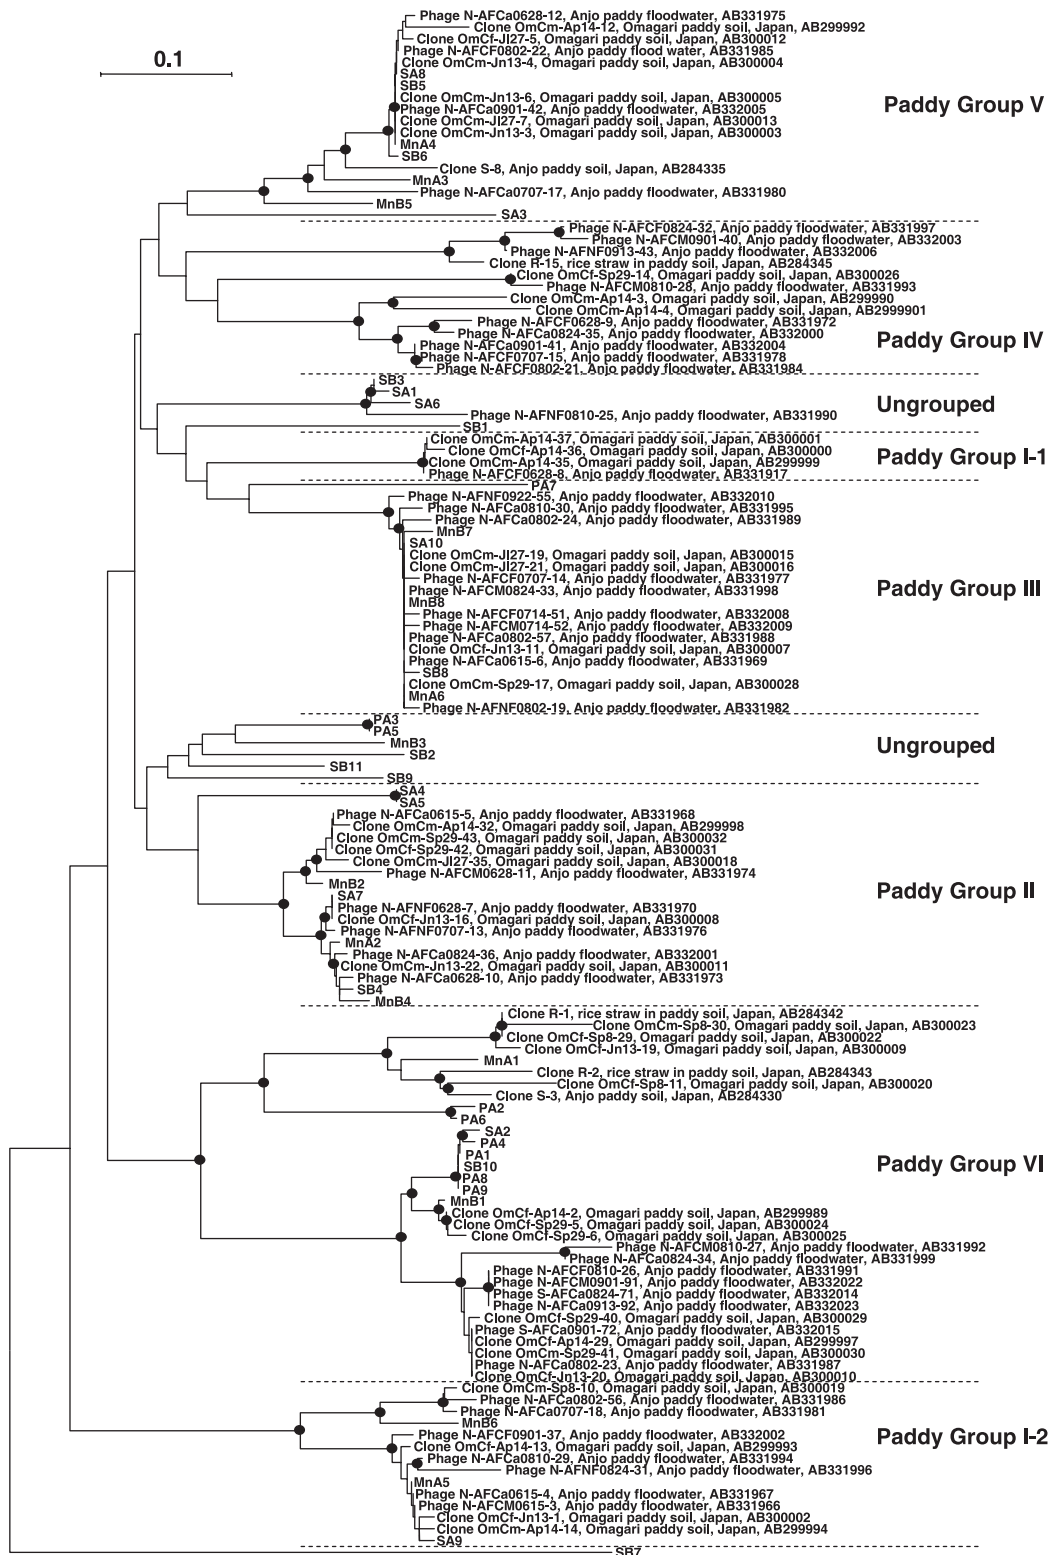 Phage N-AFCa0628-12, Anjo paddy floodwater, AB331975
Clone OmCm-Ap14-12, Omagari paddy soil, Japan, AB299992
0.1
Clone OmCf-Jl27-5, Omagari paddy soil, Japan, AB300012
Phage N-AFCF0802-22, Anjo paddy flood water, AB331985
Clone OmCm-Jn13-4, Omagari paddy soil, Japan, AB300004
SA8
SB5
Clone OmCm-Jn13-6, Omagari paddy soil, Japan, AB300005
Paddy Group V
Phage N-AFCa0901-42, Anjo paddy floodwater, AB332005
Clone OmCm-Jl27-7, Omagari paddy soil, Japan, AB300013
Clone OmCm-Jn13-3, Omagari paddy soil, Japan, AB300003
MnA4
SB6
Clone S-8, Anjo paddy soil, Japan, AB284335
MnA3
Phage N-AFCa0707-17, Anjo paddy floodwater, AB331980
MnB5
SA3
Phage N-AFCF0824-32, Anjo paddy floodwater, AB331997
Phage N-AFCM0901-40, Anjo paddy floodwater, AB332003
Phage N-AFNF0913-43, Anjo paddy floodwater, AB332006
Clone R-15, rice straw in paddy soil, Japan, AB284345
Clone OmCf-Sp29-14, Omagari paddy soil, Japan, AB300026
Phage N-AFCM0810-28, Anjo paddy floodwater, AB331993
Clone OmCm-Ap14-3, Omagari paddy soil, Japan, AB299990
Clone OmCm-Ap14-4, Omagari paddy soil, Japan, AB2999901
Phage N-AFCF0628-9, Anjo paddy floodwater, AB331972
Phage N-AFCa0824-35, Anjo paddy floodwater, AB332000
Paddy Group IV
Phage N-AFCa0901-41, Anjo paddy floodwater, AB332004
Phage N-AFCF0707-15, Anjo paddy floodwater, AB331978
Phage N-AFCF0802-21, Anjo paddy floodwater, AB331984
SB3
SA1
SA6
Ungrouped
Phage N-AFNF0810-25, Anjo paddy floodwater, AB331990
SB1
Clone OmCm-Ap14-37, Omagari paddy soil, Japan, AB300001
Clone OmCf-Ap14-36, Omagari paddy soil, Japan, AB300000
Paddy Group I-1
Clone OmCm-Ap14-35, Omagari paddy soil, Japan, AB299999
Phage N-AFCF0628-8, Anjo paddy floodwater, AB331917
PA7
Phage N-AFNF0922-55, Anjo paddy floodwater, AB332010
Phage N-AFCa0810-30, Anjo paddy floodwater, AB331995
Phage N-AFCa0802-24, Anjo paddy floodwater, AB331989
MnB7
SA10
Clone OmCm-Jl27-19, Omagari paddy soil, Japan, AB300015
Clone OmCm-Jl27-21, Omagari paddy soil, Japan, AB300016
Phage N-AFCF0707-14, Anjo paddy floodwater, AB331977
Phage N-AFCM0824-33, Anjo paddy floodwater, AB331998
Paddy Group III
MnB8
Phage N-AFCF0714-51, Anjo paddy floodwater, AB332008
Phage N-AFCM0714-52, Anjo paddy floodwater, AB332009
Phage N-AFCa0802-57, Anjo paddy floodwater, AB331988
Clone OmCf-Jn13-11, Omagari paddy soil, Japan, AB300007
Phage N-AFCa0615-6, Anjo paddy floodwater, AB331969
SB8
Clone OmCm-Sp29-17, Omagari paddy soil, Japan, AB300028
MnA6
Phage N-AFNF0802-19, Anjo paddy floodwater, AB331982
PA3
PA5
MnB3
Ungrouped
SB2
SB11
SB9
SA4
SA5
Phage N-AFCa0615-5, Anjo paddy floodwater, AB331968
Clone OmCm-Ap14-32, Omagari paddy soil, Japan, AB299998
Clone OmCm-Sp29-43, Omagari paddy soil, Japan, AB300032
Clone OmCf-Sp29-42, Omagari paddy soil, Japan, AB300031
Clone OmCm-Jl27-35, Omagari paddy soil, Japan, AB300018
Phage N-AFCM0628-11, Anjo paddy floodwater, AB331974
MnB2
Paddy Group II
SA7
Phage N-AFNF0628-7, Anjo paddy floodwater, AB331970
Clone OmCf-Jn13-16, Omagari paddy soil, Japan, AB300008
Phage N-AFNF0707-13, Anjo paddy floodwater, AB331976
MnA2
Phage N-AFCa0824-36, Anjo paddy floodwater, AB332001
Clone OmCm-Jn13-22, Omagari paddy soil, Japan, AB300011
Phage N-AFCa0628-10, Anjo paddy floodwater, AB331973
SB4
MnB4
Clone R-1, rice straw in paddy soil, Japan, AB284342
Clone OmCm-Sp8-30, Omagari paddy soil, Japan, AB300023
Clone OmCf-Sp8-29, Omagari paddy soil, Japan, AB300022
Clone OmCf-Jn13-19, Omagari paddy soil, Japan, AB300009
MnA1
Clone R-2, rice straw in paddy soil, Japan, AB284343
Clone OmCf-Sp8-11, Omagari paddy soil, Japan, AB300020
Clone S-3, Anjo paddy soil, Japan, AB284330
PA2
PA6
SA2
PA4
PA1
Paddy Group VI
SB10
PA8
PA9
MnB1
Clone OmCf-Ap14-2, Omagari paddy soil, Japan, AB299989
Clone OmCf-Sp29-5, Omagari paddy soil, Japan, AB300024
Clone OmCf-Sp29-6, Omagari paddy soil, Japan, AB300025
Phage N-AFCM0810-27, Anjo paddy floodwater, AB331992
Phage N-AFCa0824-34, Anjo paddy floodwater, AB331999
Phage N-AFCF0810-26, Anjo paddy floodwater, AB331991
Phage N-AFCM0901-91, Anjo paddy floodwater, AB332022
Phage S-AFCa0824-71, Anjo paddy floodwater, AB332014
Phage N-AFCa0913-92, Anjo paddy floodwater, AB332023
Clone OmCf-Sp29-40, Omagari paddy soil, Japan, AB300029
Phage S-AFCa0901-72, Anjo paddy floodwater, AB332015
Clone OmCf-Ap14-29, Omagari paddy soil, Japan, AB299997
Clone OmCm-Sp29-41, Omagari paddy soil, Japan, AB300030
Phage N-AFCa0802-23, Anjo paddy floodwater, AB331987
Clone OmCf-Jn13-20, Omagari paddy soil, Japan, AB300010
Clone OmCm-Sp8-10, Omagari paddy soil, Japan, AB300019
Phage N-AFCa0802-56, Anjo paddy floodwater, AB331986
Phage N-AFCa0707-18, Anjo paddy floodwater, AB331981
MnB6
Phage N-AFCF0901-37, Anjo paddy floodwater, AB332002
Paddy Group I-2
Clone OmCf-Ap14-13, Omagari paddy soil, Japan, AB299993
Phage N-AFCa0810-29, Anjo paddy floodwater, AB331994
Phage N-AFNF0824-31, Anjo paddy floodwater, AB331996
MnA5
Phage N-AFCa0615-4, Anjo paddy floodwater, AB331967
Phage N-AFCM0615-3, Anjo paddy floodwater, AB331966
Clone OmCf-Jn13-1, Omagari paddy soil, Japan, AB300002
Clone OmCm-Ap14-14, Omagari paddy soil, Japan, AB299994
SA9
SB7